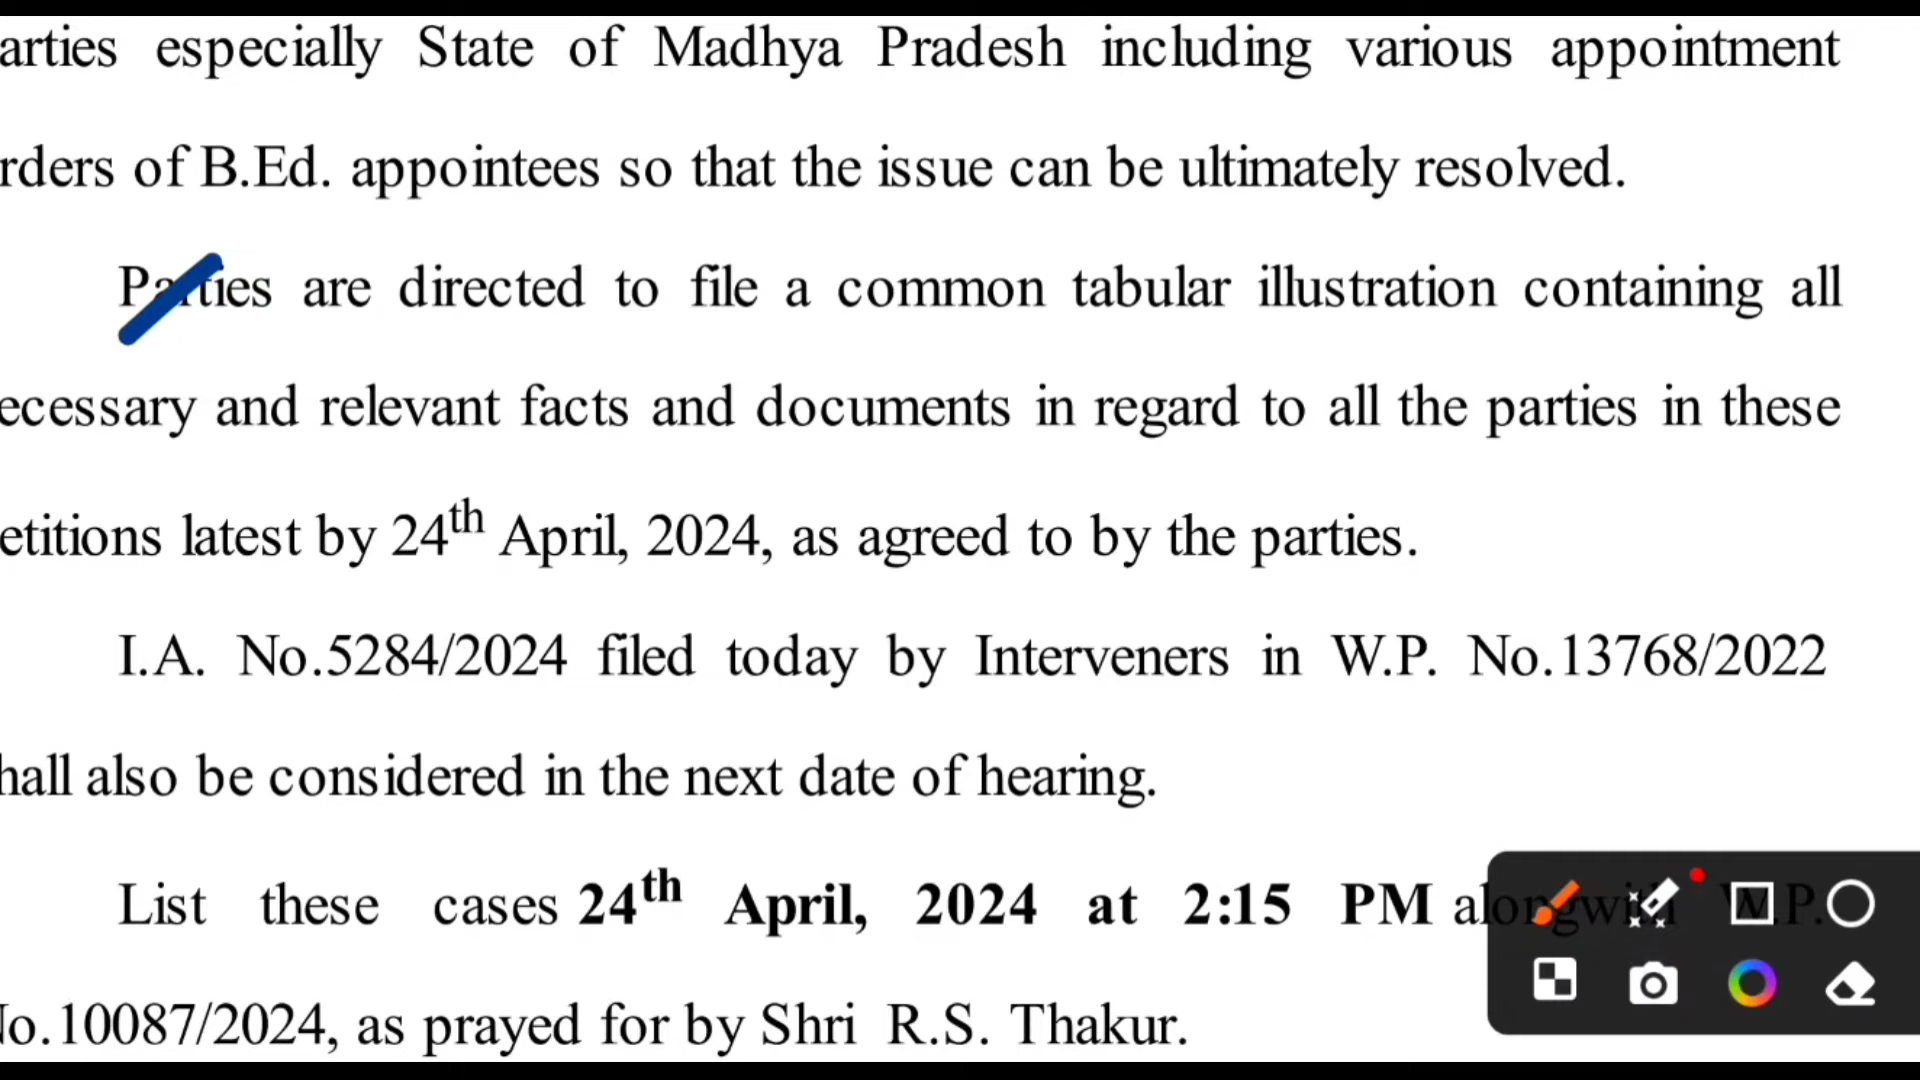 arties especially State of Madhya Pradesh including various appointment
rders of B.Ed. appointees so that the issue can be ultimately resolved.
Parties are directed to file a common tabular illustration containing all
ecessary and relevant facts and documents in regard to all the parties in these
etitions latest by 24th April, 2024, as agreed to by the parties.
I.A. No.5284/2024 filed today by Interveners in W.P. No.13768/2022
hall also be considered in the next date of hearing.
List these cases 24th April, 2024 at 2:15 PM alongwith W.P.
No.10087/2024, as prayed for by Shri R.S. Thakur.